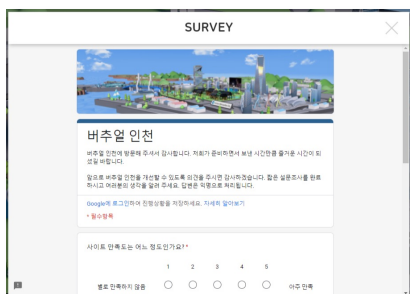 SURVEY
버추얼 인천
버추얼 인천에 방문해 주셔서 감사합니다. 저희가 준비하면서 보낸 시간만큼 즐거운 시간이 되
셨길 바랍니다.
앞으로 버추얼 인천을 개선할 수 있도록 의견을 주시면 감사하겠습니다. 짧은 설문조사를 완료
하시고 여러분의 생각을 알려 주세요. 답변은 익명으로 처리됩니다.
Google에 로그인하여 진행상황을 저장하세요. 자세히 알아보기
* 필수항목
사이트 만족도는 어느 정도인가요? *
1 2 3 4 5
별로 만족하지 않음 아주 만족